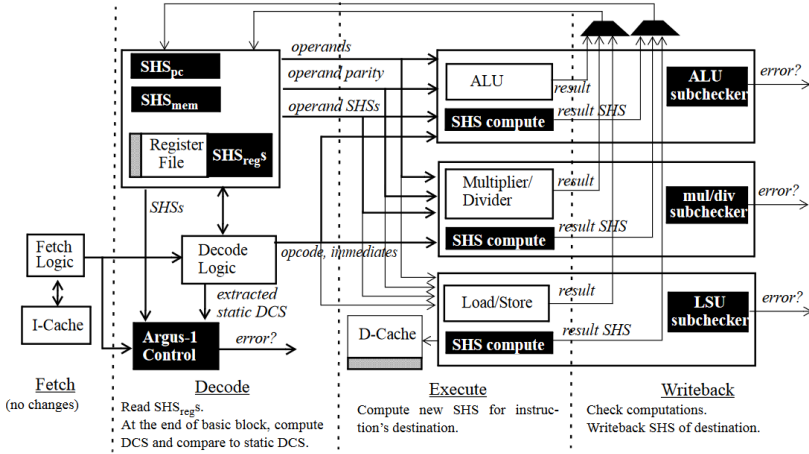 SHSpc
SHSmem
Register
File
SHSregs
operands
operand parity
operand SHSs
ALU
result
SHS compute
result SHS
ALU
subchecker
error?
Multiplier/
Divider
result
SHS compute
result SHS
mul/div
subchecker
error?
SHSs
Fetch
Logic
Decode
Logic
opcode, immediates
I-Cache
extracted
static DCS
Argus-1
Control
error?
Load/Store
result
D-Cache
SHS compute
result SHS
LSU
subchecker
error?
Fetch
(no changes)
Decode
Read SHSregs.
At the end of basic block, compute
DCS and compare to static DCS.
Execute
Compute new SHS for instruc-
tion's destination.
Writeback
Check computations.
Writeback SHS of destination.